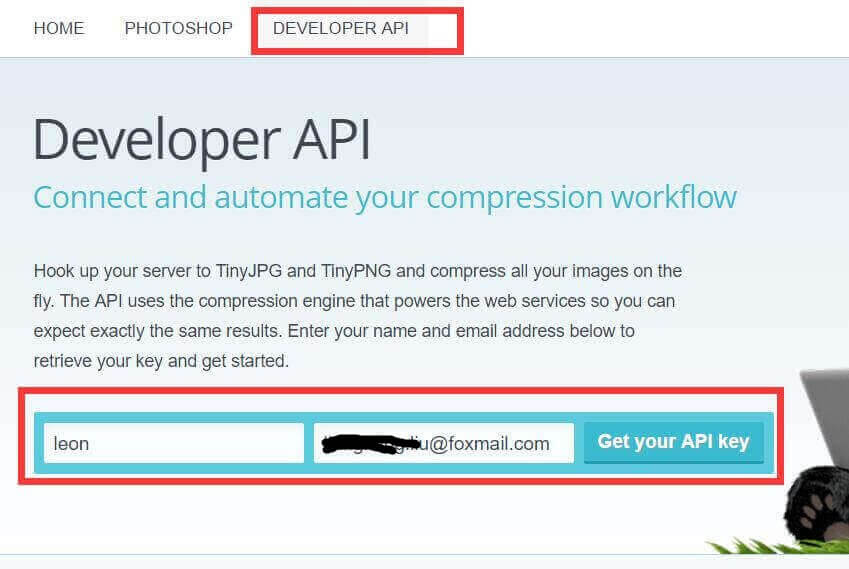 HOME PHOTOSHOP DEVELOPER API
Developer API
Connect and automate your compression workflow
Hook up your server to TinyJPG and TinyPNG and compress all your images on the
fly. The API uses the compression engine that powers the web services so you can
expect exactly the same results. Enter your name and email address below to
retrieve your key and get started.
leon @foxmail.com Get your API key